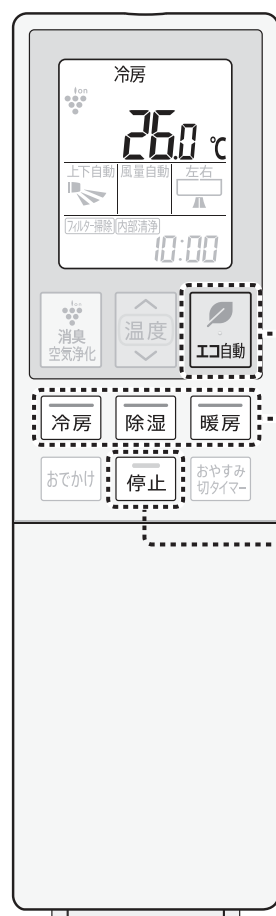 冷房
ion
26.0 ℃
上下自動 風量自動 左右
フィルター掃除 内部清浄
10:00
ion
消臭
空気浄化
温度
エコ自動
冷房 除湿 暖房
おでかけ 停止 おやすみ
切タイマー